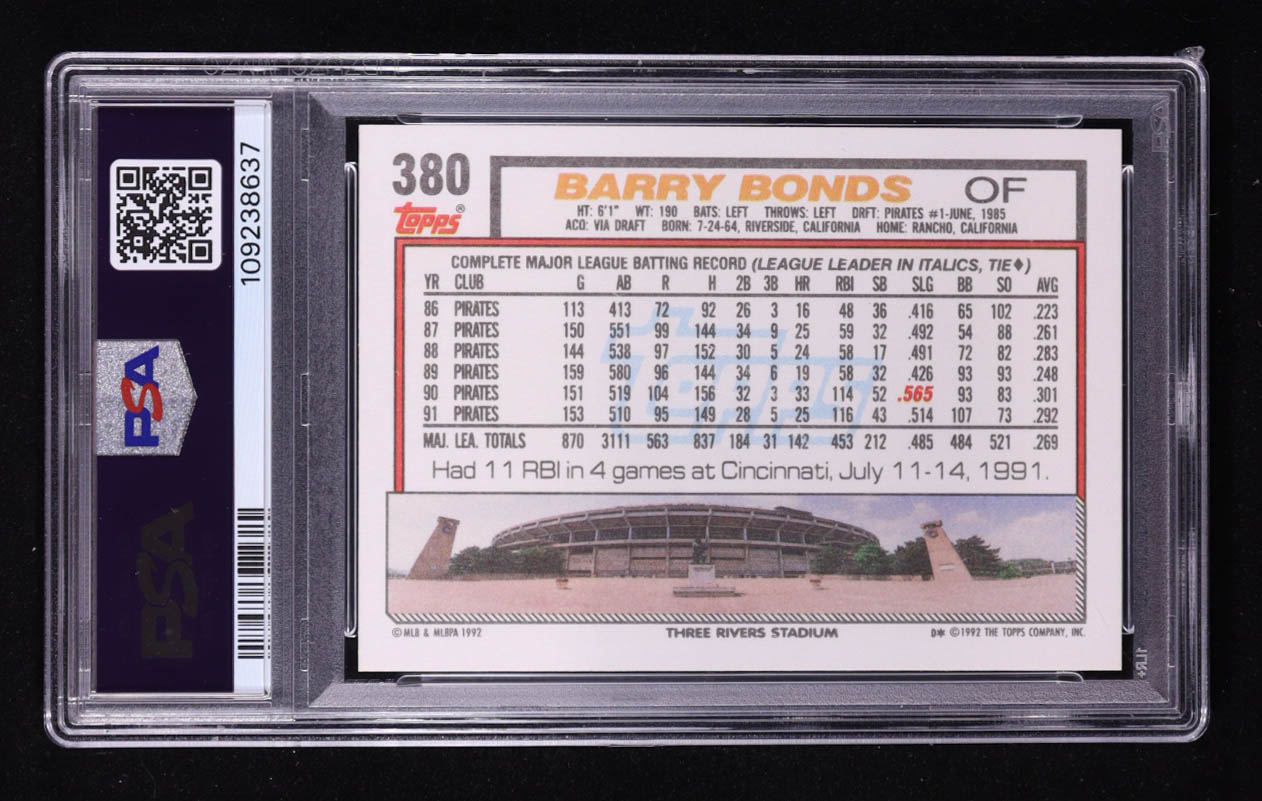 380
topps®
BARRY BONDS OF
HT: 6'1" WT: 190 BATS: LEFT THROWS: LEFT DRFT: PIRATES #1-JUNE, 1985
ACQ: VIA DRAFT BORN: 7-24-64, RIVERSIDE, CALIFORNIA HOME: RANCHO, CALIFORNIA
COMPLETE MAJOR LEAGUE BATTING RECORD (LEAGUE LEADER IN ITALICS, TIE♦)
YR CLUB G AB R H 2B 3B HR RBI SB SLG BB SO AVG
86 PIRATES 113 413 72 92 26 3 16 48 36 .416 65 102 .223
87 PIRATES 150 551 99 144 34 9 25 59 32 .492 54 88 .261
88 PIRATES 144 538 97 152 30 5 24 58 17 .491 72 82 .283
89 PIRATES 159 580 96 144 34 6 19 58 32 .426 93 93 .248
90 PIRATES 151 519 104 156 32 3 33 114 52 .565 93 83 .301
91 PIRATES 153 510 95 149 28 5 25 116 43 .514 107 73 .292
MAJ. LEA. TOTALS 870 3111 563 837 184 31 142 453 212 .485 484 521 .269
Had 11 RBI in 4 games at Cincinnati, July 11-14, 1991.
topps
© MLB & MLBPA 1992
THREE RIVERS STADIUM
D* © 1992 THE TOPPS COMPANY, INC.
109238637
PSA
PSA
PSA
1LR+